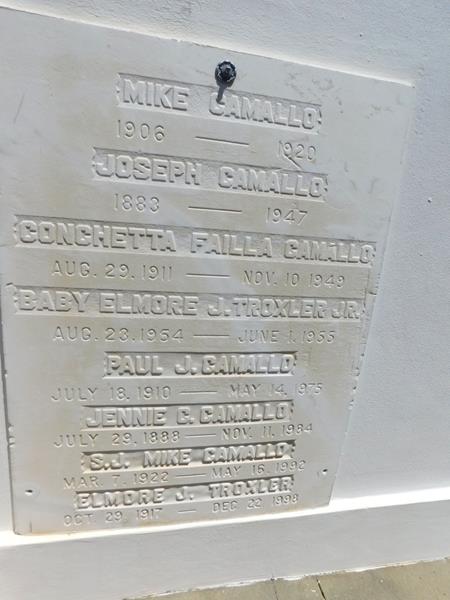 MIKE CAMALLO
1906 — 1920
JOSEPH CAMALLO
1883 — 1947
CONCHETTA FAILLA CAMALLO
AUG. 29. 1911 — NOV. 10 1949
BABY ELMORE J. TROXLER JR.
AUG. 23. 1954 — JUNE 1. 1955
PAUL J. CAMALLO
JULY 18. 1910 — MAY 14. 1975
JENNIE C. CAMALLO
JULY 29. 1888 — NOV. 11. 1984
S.J. MIKE CAMALLO
MAR. 7. 1922 — MAY 16. 1992
ELMORE J. TROXLER
OCT. 29. 1917 — DEC 22 1998